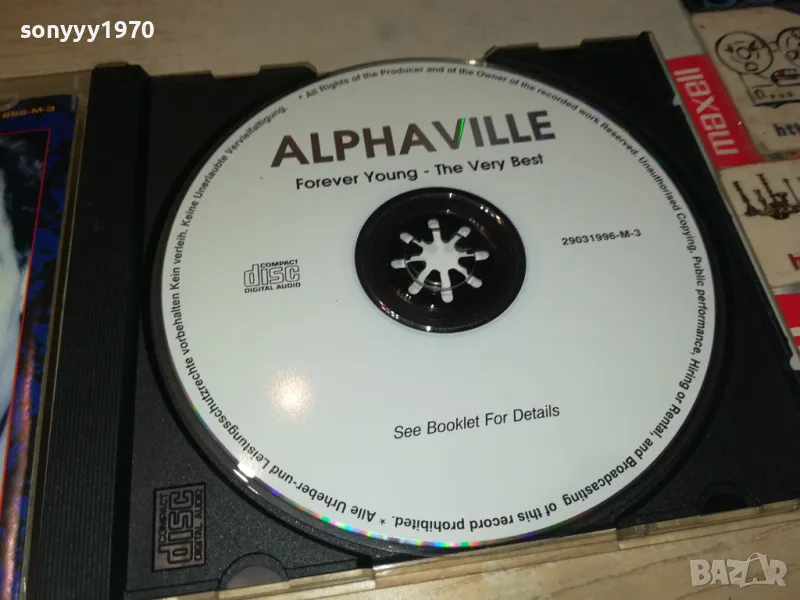 sonyyy1970
ALPHAVILLE
Forever Young - The Very Best
29031996-M-3
COMPACT
disc
DIGITAL AUDIO
See Booklet For Details
* All Rights of the Producer and of the Owner of the recorded work Reserved. Unauthorised Copying, Public performance, Hiring or Rental, and Broadcasting of this record prohibited. * Alle Urheber-und Leistungsschutzrechte vorbehalten Kein verleih. Keine Unerlaubte Vervielfaltigung.
COMPACT
disc
DIGITAL AUDIO
maxell
BAZAR